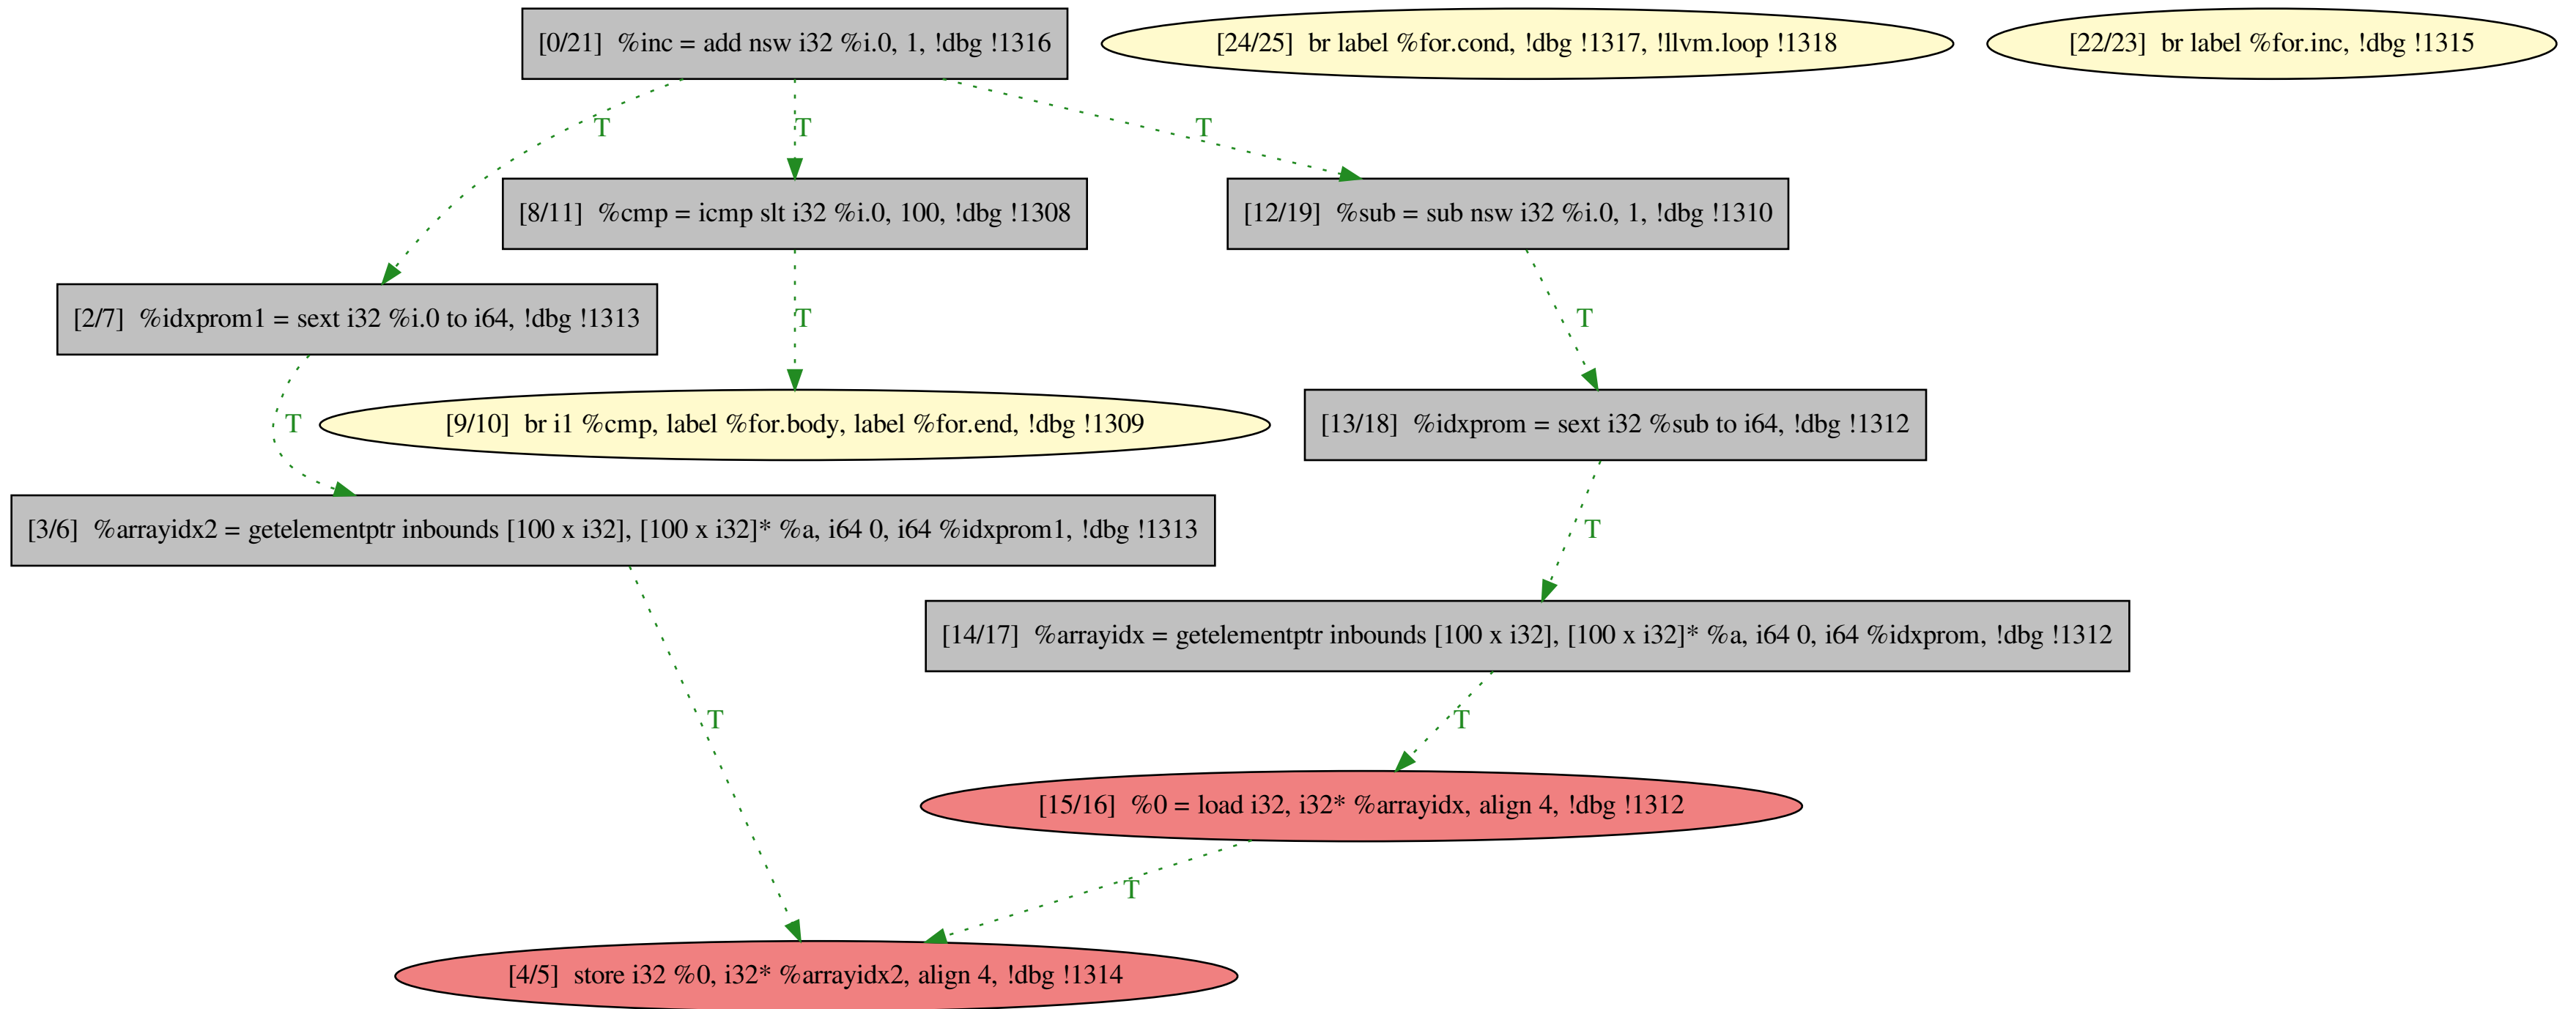 [0/21]  %inc = add nsw i32 %i.0, 1, !dbg !1316
[24/25]  br label %for.cond, !dbg !1317, !llvm.loop !1318
[22/23]  br label %for.inc, !dbg !1315
T
T
T
[8/11]  %cmp = icmp slt i32 %i.0, 100, !dbg !1308
[12/19]  %sub = sub nsw i32 %i.0, 1, !dbg !1310
[2/7]  %idxprom1 = sext i32 %i.0 to i64, !dbg !1313
T
T
T
[9/10]  br i1 %cmp, label %for.body, label %for.end, !dbg !1309
[13/18]  %idxprom = sext i32 %sub to i64, !dbg !1312
[3/6]  %arrayidx2 = getelementptr inbounds [100 x i32], [100 x i32]* %a, i64 0, i64 %idxprom1, !dbg !1313
T
[14/17]  %arrayidx = getelementptr inbounds [100 x i32], [100 x i32]* %a, i64 0, i64 %idxprom, !dbg !1312
T
T
[15/16]  %0 = load i32, i32* %arrayidx, align 4, !dbg !1312
T
[4/5]  store i32 %0, i32* %arrayidx2, align 4, !dbg !1314